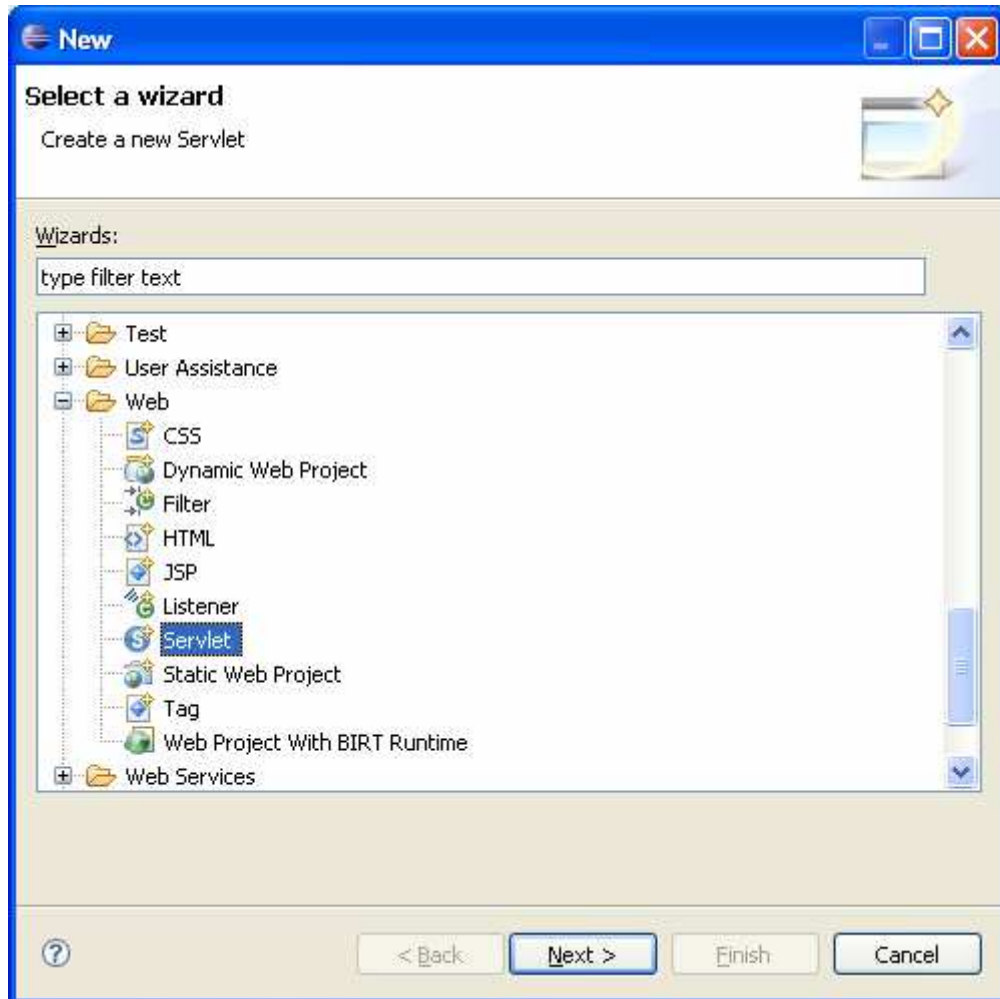 New
Select a wizard
Create a new Servlet
Wizards:
type filter text
Test
User Assistance
Web
CSS
Dynamic Web Project
Filter
HTML
JSP
Listener
Servlet
Static Web Project
Tag
Web Project With BIRT Runtime
Web Services
< Back
Next >
Finish
Cancel